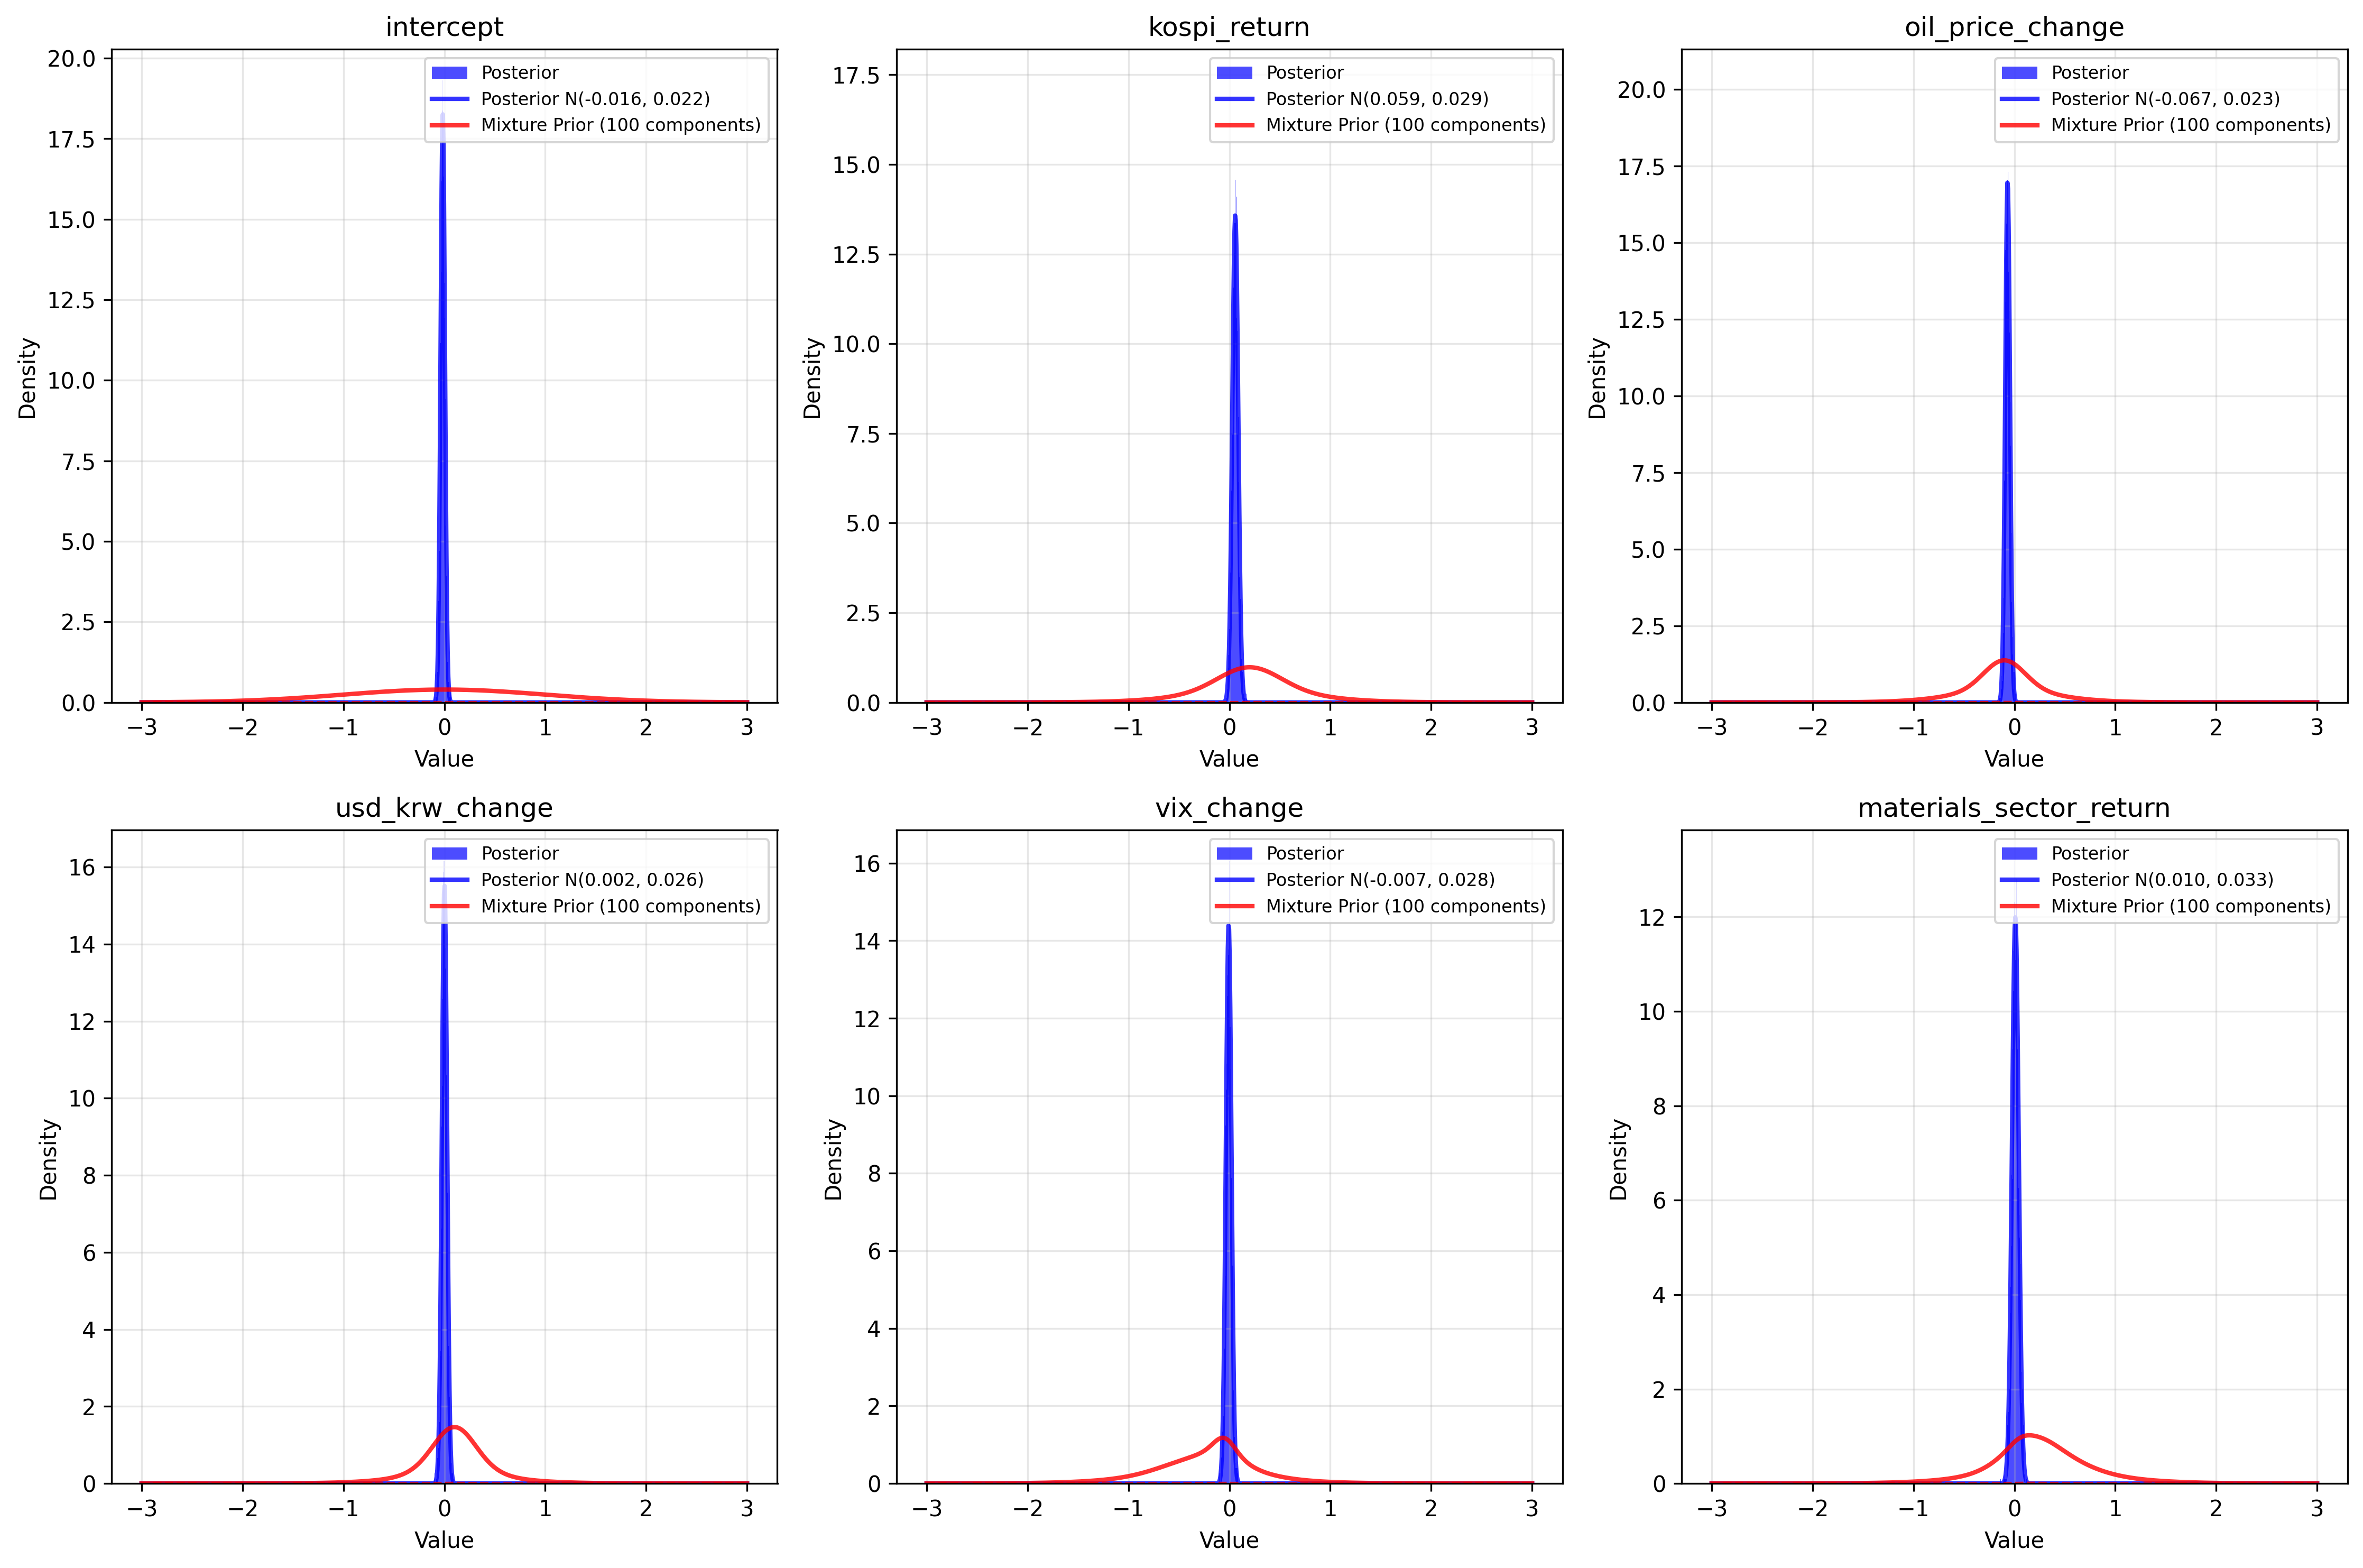 intercept
20.0
17.5
15.0
12.5
10.0
7.5
5.0
2.5
0.0
Density
Posterior
Posterior N(-0.016, 0.022)
Mixture Prior (100 components)
−3 −2 −1 0 1 2 3
Value
kospi_return
17.5
15.0
12.5
10.0
7.5
5.0
2.5
0.0
Density
Posterior
Posterior N(0.059, 0.029)
Mixture Prior (100 components)
−3 −2 −1 0 1 2 3
Value
oil_price_change
20.0
17.5
15.0
12.5
10.0
7.5
5.0
2.5
0.0
Density
Posterior
Posterior N(-0.067, 0.023)
Mixture Prior (100 components)
−3 −2 −1 0 1 2 3
Value
usd_krw_change
16
14
12
10
8
6
4
2
0
Density
Posterior
Posterior N(0.002, 0.026)
Mixture Prior (100 components)
−3 −2 −1 0 1 2 3
Value
vix_change
16
14
12
10
8
6
4
2
0
Density
Posterior
Posterior N(-0.007, 0.028)
Mixture Prior (100 components)
−3 −2 −1 0 1 2 3
Value
materials_sector_return
12
10
8
6
4
2
0
Density
Posterior
Posterior N(0.010, 0.033)
Mixture Prior (100 components)
−3 −2 −1 0 1 2 3
Value